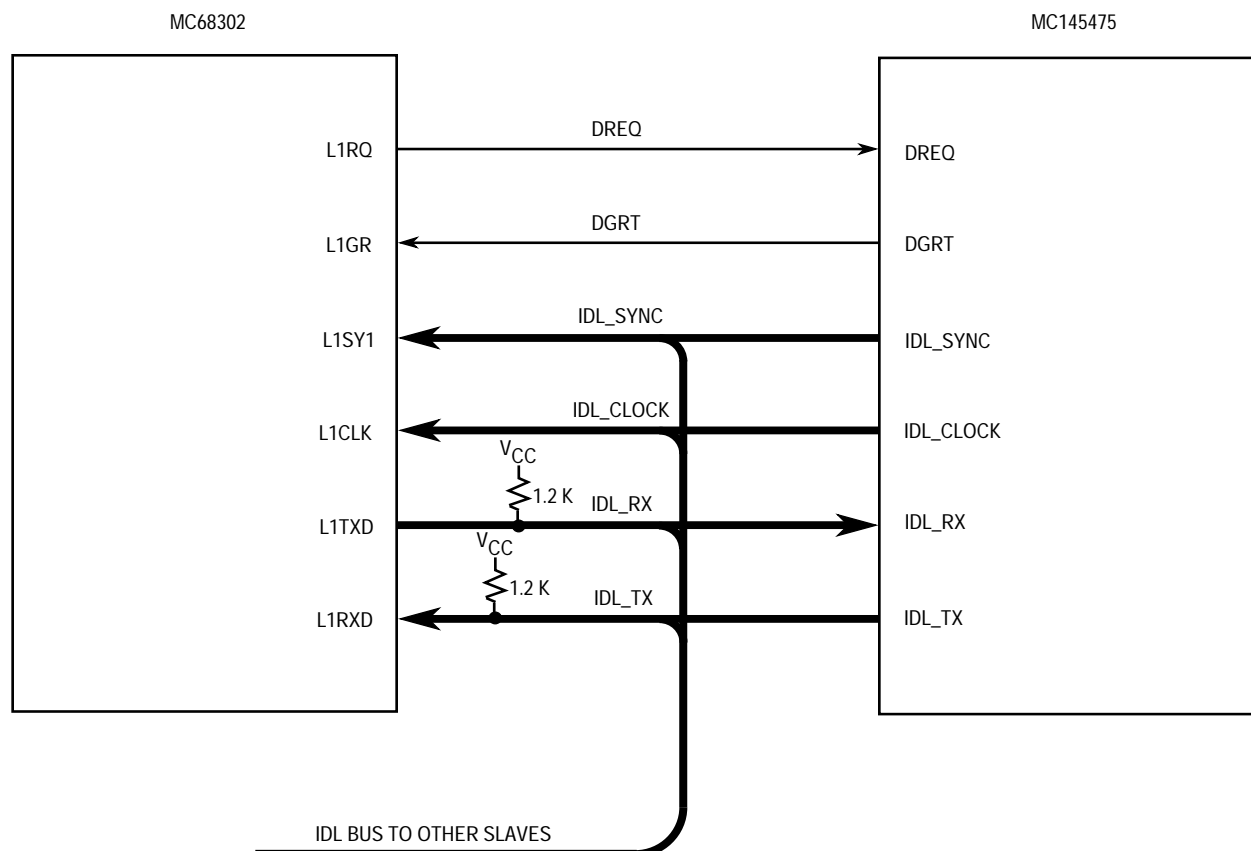 MC68302
MC145475
DREQ
L1RQ
DREQ
DGRT
L1GR
DGRT
IDL_SYNC
L1SY1
IDL_SYNC
IDL_CLOCK
L1CLK
IDL_CLOCK
VCC
1.2 K
IDL_RX
L1TXD
IDL_RX
VCC
1.2 K
IDL_TX
L1RXD
IDL_TX
IDL BUS TO OTHER SLAVES